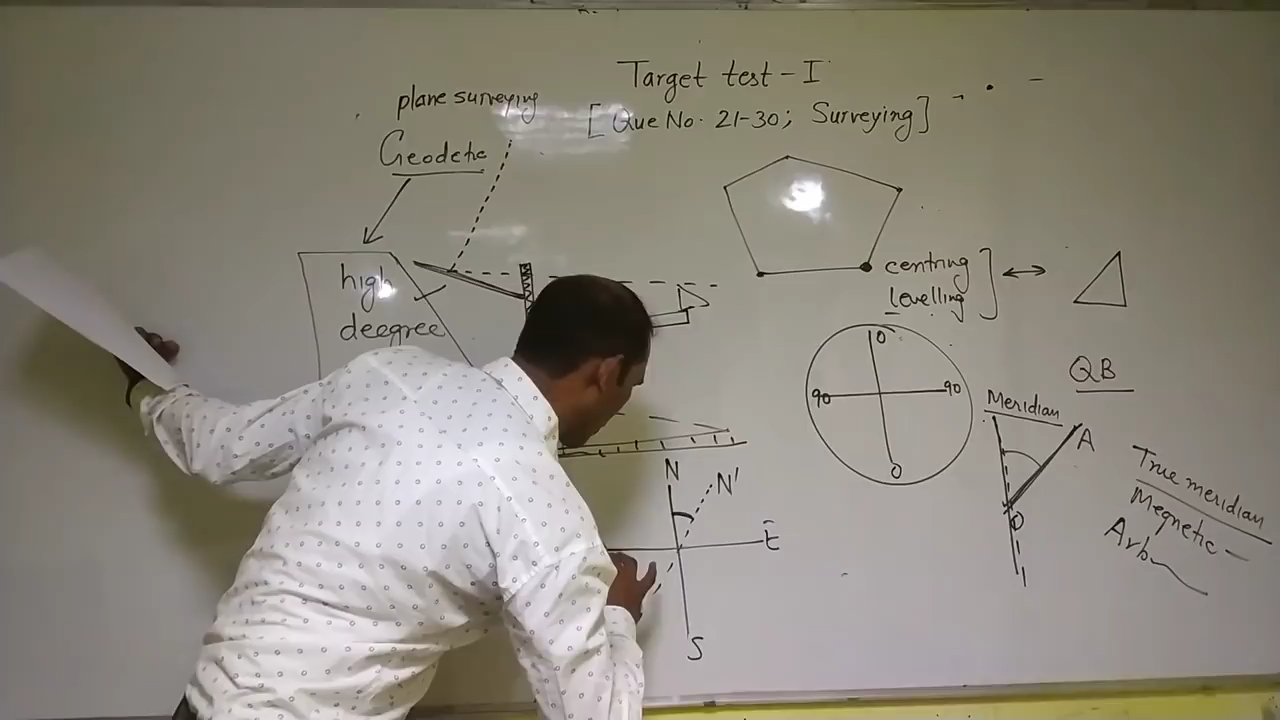 Target test - I
[Que No. 21-30; Surveying]
plane surveying
Geodetic
high
deegree
centring
levelling
QB
0
90
90
0
Meridian
A
O
True meridian
Megnetic
Arb
N
N'
E
S